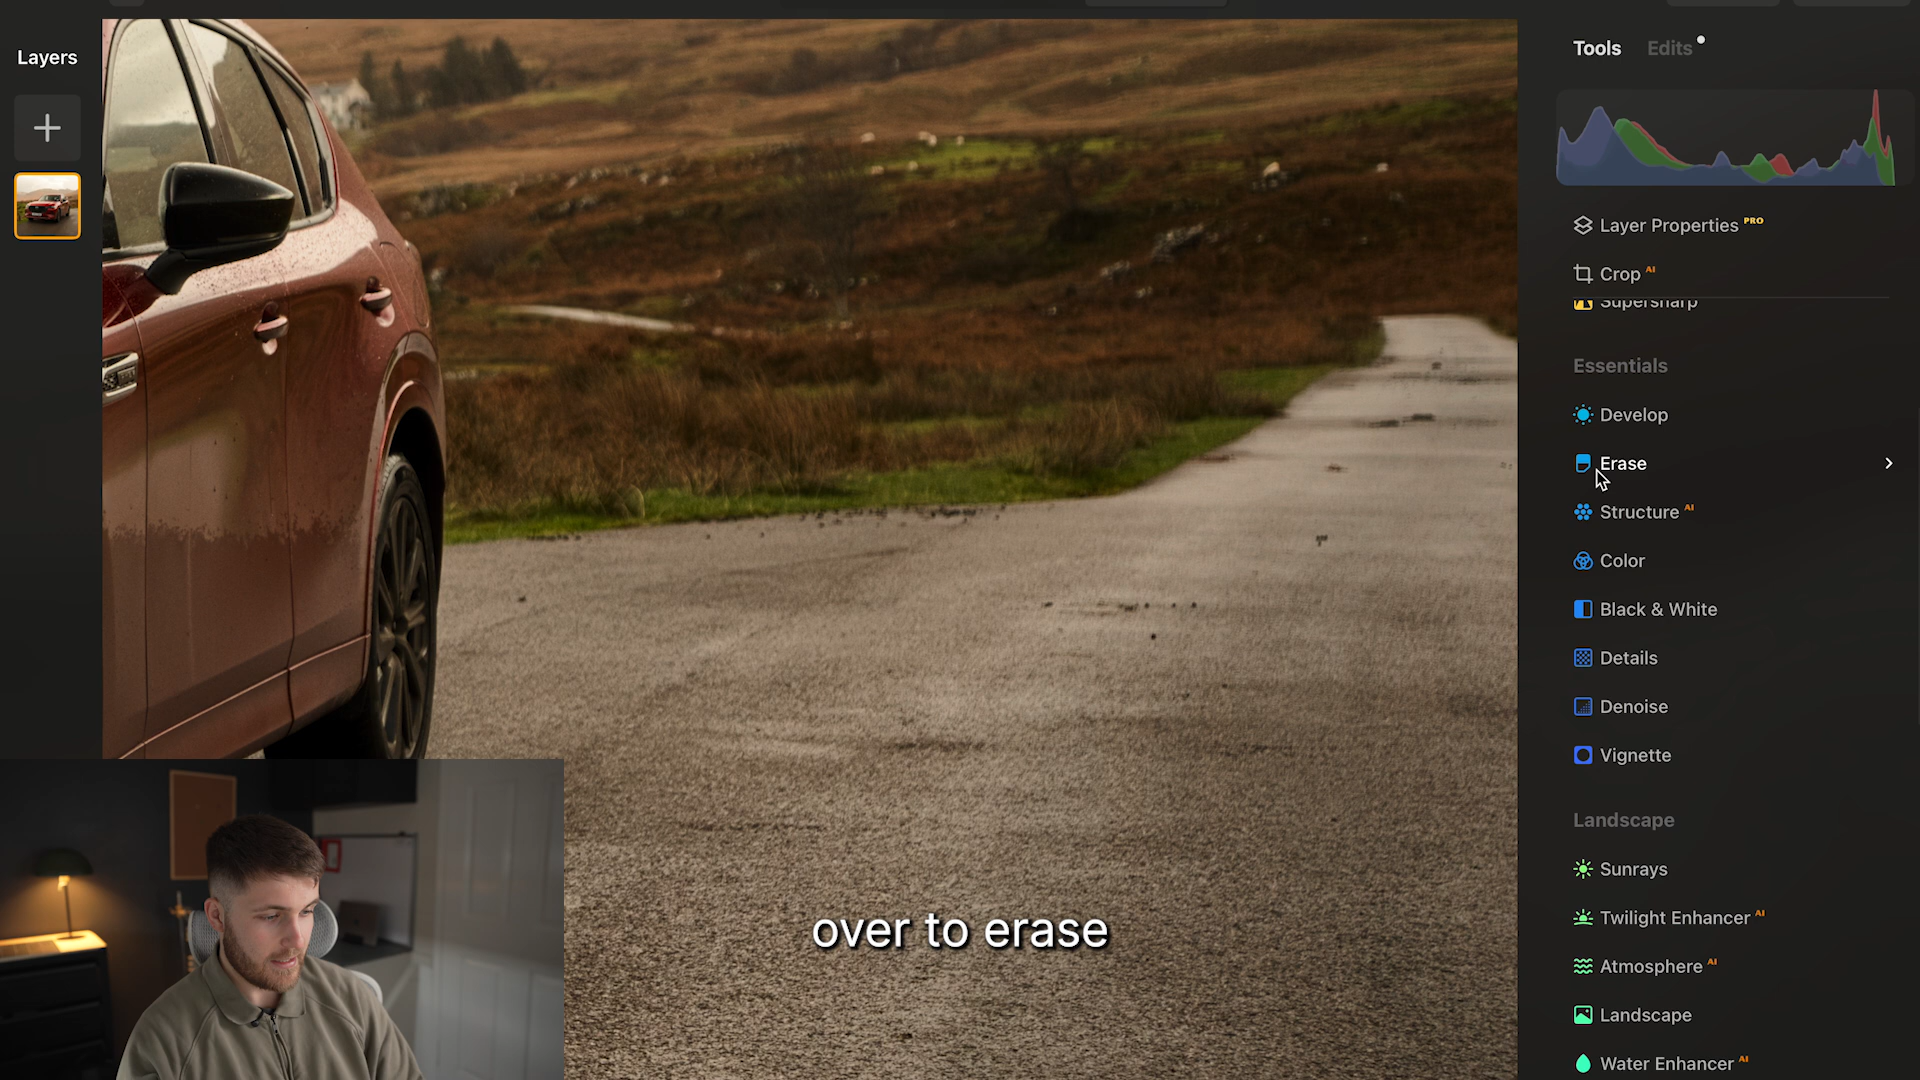 Layers
Tools
Edits
Layer Properties PRO
Crop AI
Supersharp
Essentials
Develop
Erase
Structure AI
Color
Black & White
Details
Denoise
Vignette
Landscape
Sunrays
Twilight Enhancer AI
Atmosphere AI
Landscape
Water Enhancer AI
over to erase